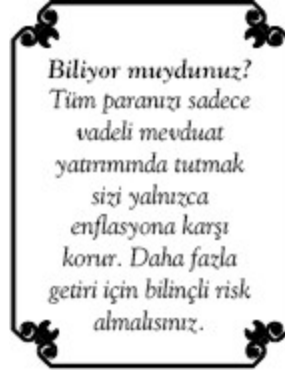 Biliyor muydunuz?
Tüm paranızı sadece
vadeli mevduat
yatırımında tutmak
sizi yalnızca
enflasyona karşı
korur. Daha fazla
getiri için bilinçli risk
almalısınız.